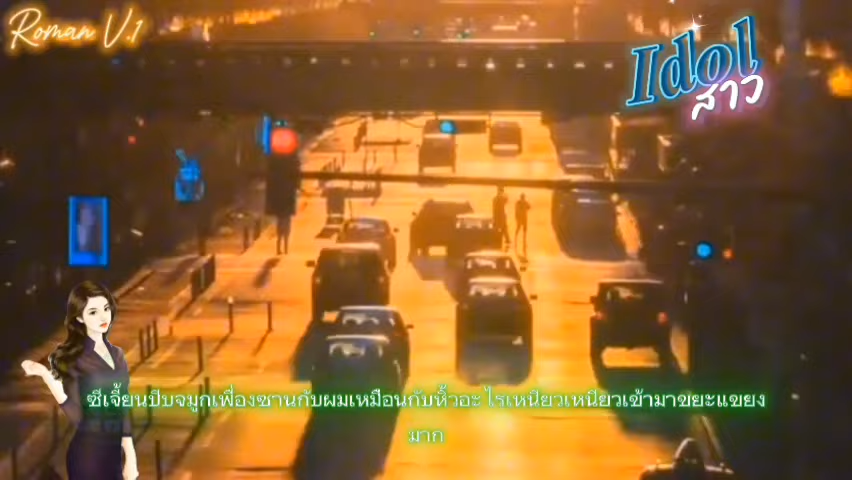 Roman V.1
Idol
สาว
ซีเจี้ยนบีบจมูกเฟื่องซานกับผมเหมือนกับหิ้วอะไรเหนียวเหนียวเข้ามาขยะแขยง
มาก